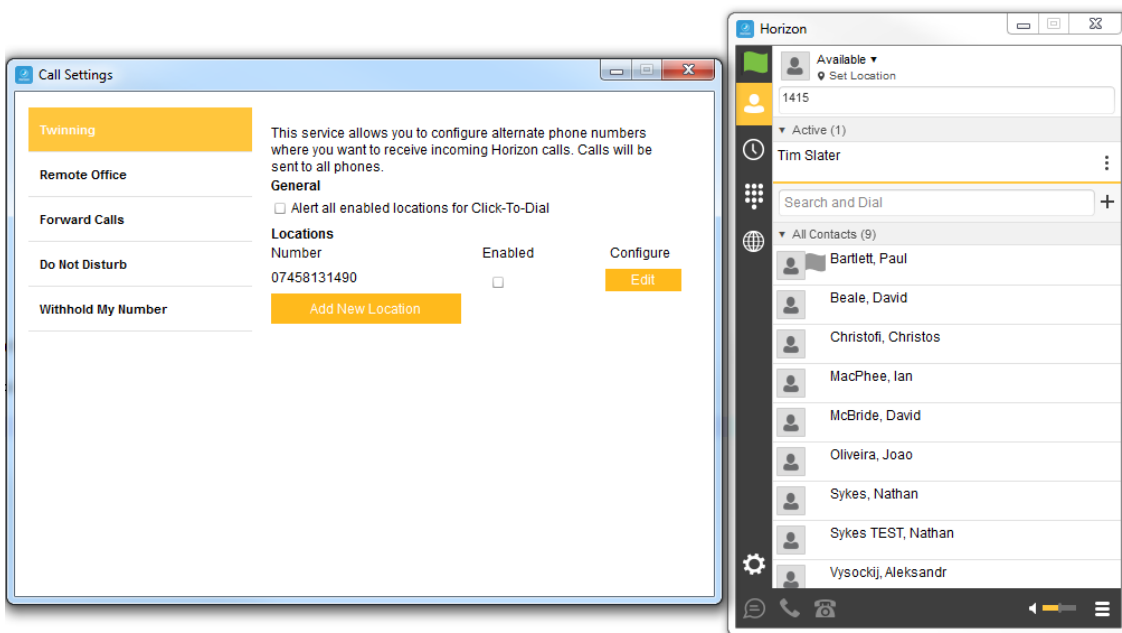 Call Settings
Twinning
Remote Office
Forward Calls
Do Not Disturb
Withhold My Number
This service allows you to configure alternate phone numbers
where you want to receive incoming Horizon calls. Calls will be
sent to all phones.
General
Alert all enabled locations for Click-To-Dial
Locations
Number Enabled Configure
07458131490 Edit
Add New Location
Horizon
Available
Set Location
1415
Active (1)
Tim Slater
Search and Dial
All Contacts (9)
Bartlett, Paul
Beale, David
Christofi, Christos
MacPhee, Ian
McBride, David
Oliveira, Joao
Sykes, Nathan
Sykes TEST, Nathan
Vysockij, Aleksandr